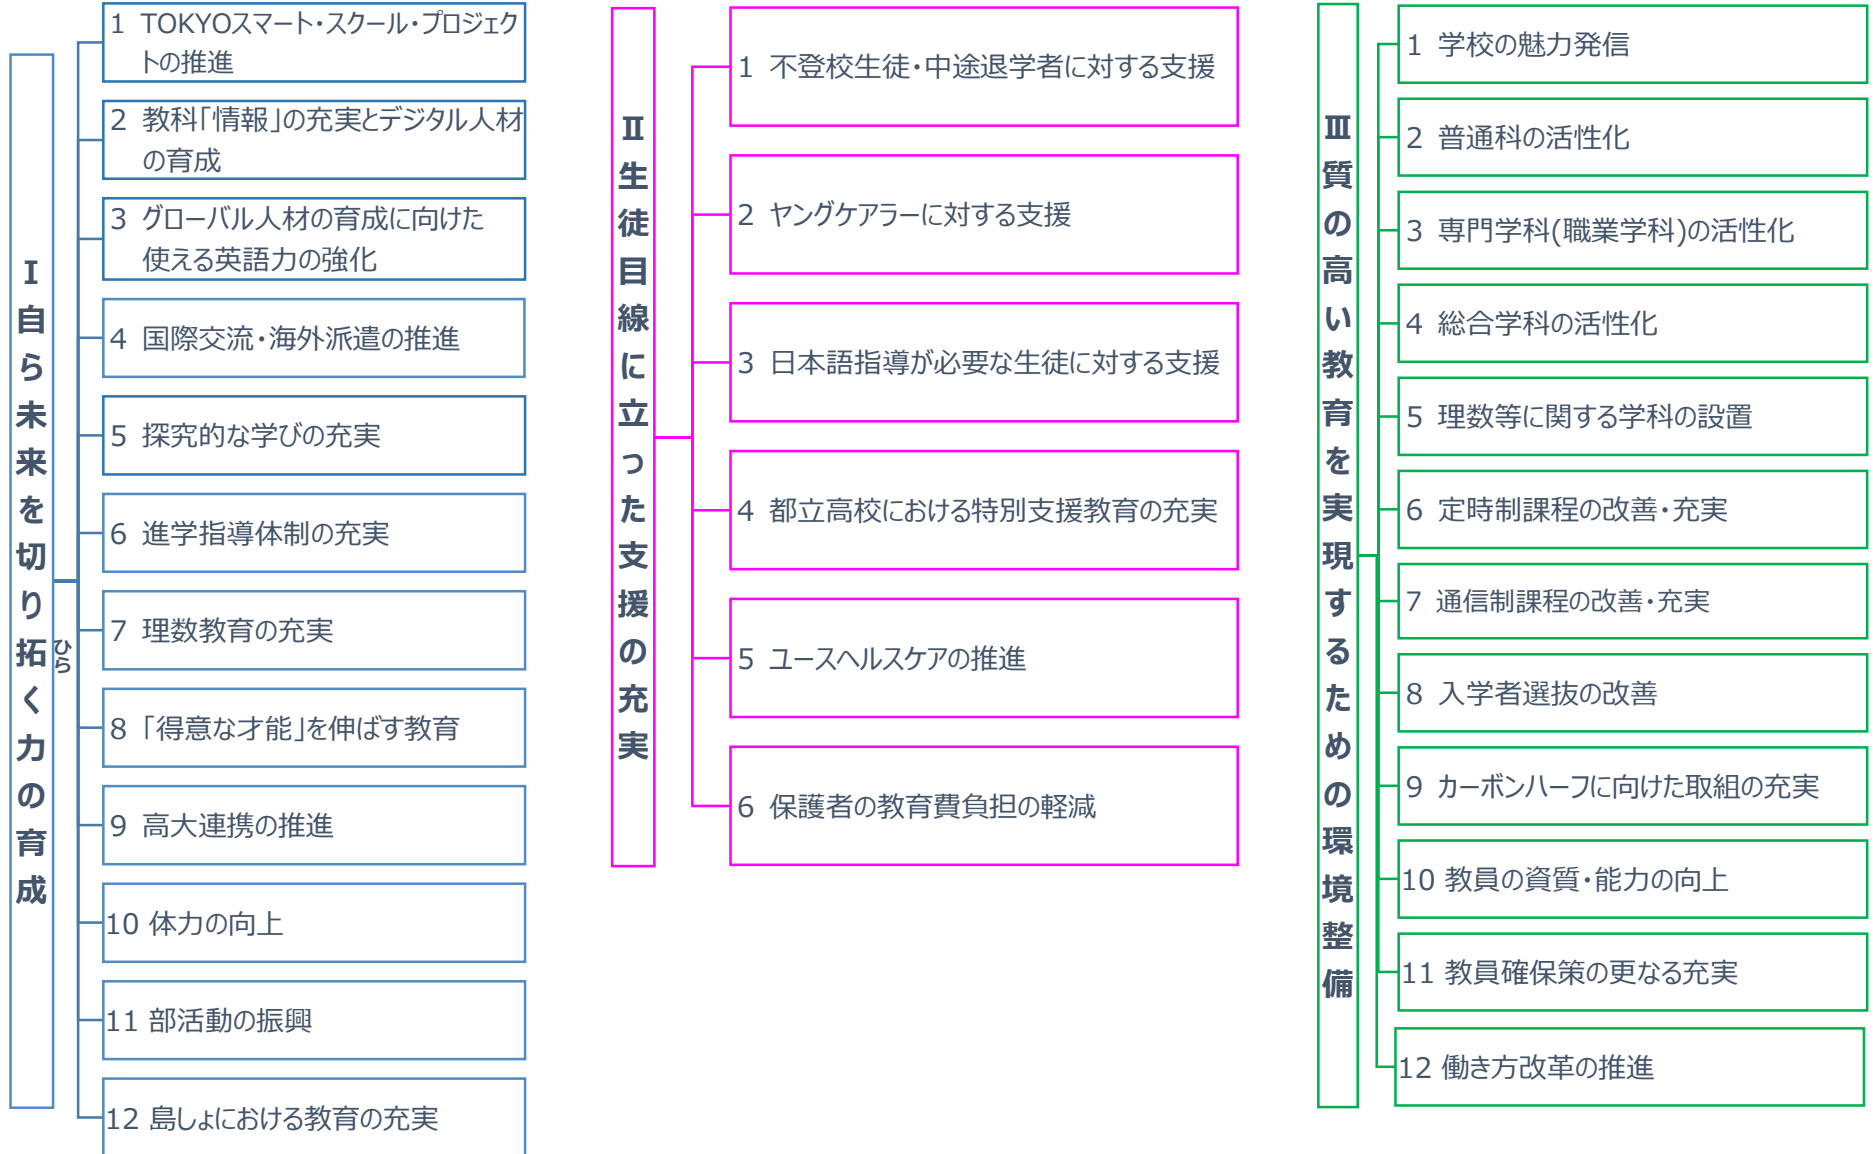 Ⅰ自ら未来を切り拓く力の育成
ひら
1 TOKYOスマート・スクール・プロジェク
トの推進
2 教科「情報」の充実とデジタル人材
の育成
3 グローバル人材の育成に向けた
使える英語力の強化
4 国際交流・海外派遣の推進
5 探究的な学びの充実
6 進学指導体制の充実
7 理数教育の充実
8 「得意な才能」を伸ばす教育
9 高大連携の推進
10 体力の向上
11 部活動の振興
12 島しょにおける教育の充実
Ⅱ生徒目線に立った支援の充実
1 不登校生徒・中途退学者に対する支援
2 ヤングケアラーに対する支援
3 日本語指導が必要な生徒に対する支援
4 都立高校における特別支援教育の充実
5 ユースヘルスケアの推進
6 保護者の教育費負担の軽減
Ⅲ質の高い教育を実現するための環境整備
1 学校の魅力発信
2 普通科の活性化
3 専門学科(職業学科)の活性化
4 総合学科の活性化
5 理数等に関する学科の設置
6 定時制課程の改善・充実
7 通信制課程の改善・充実
8 入学者選抜の改善
9 カーボンハーフに向けた取組の充実
10 教員の資質・能力の向上
11 教員確保策の更なる充実
12 働き方改革の推進